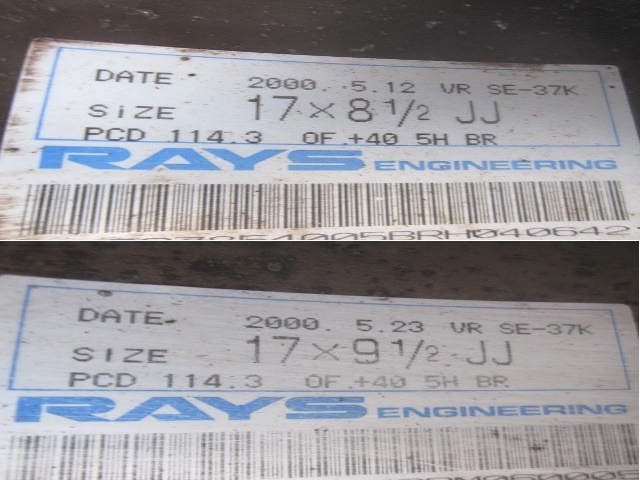 DATE 2000. 5.12 VR SE-37K
SiZE 17×8 1/2 JJ
PCD 114.3 OF.+40 5H BR
RAYS ENGINEERING
DATE 2000. 5.23 VR SE-37K
SIZE 17×9 1/2 JJ
PCD 114.3 OF.+40 5H BR
RAYS ENGINEERING